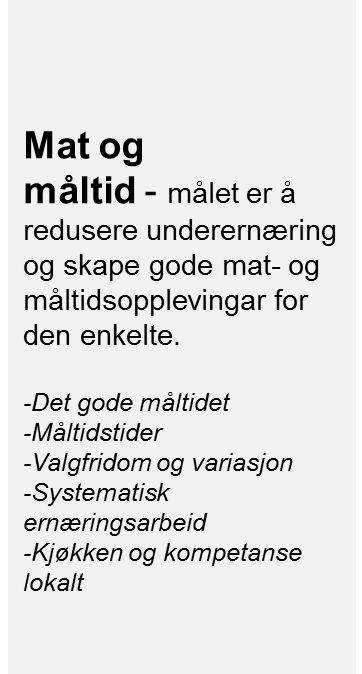 Mat og
måltid - målet er å
redusere underernæring
og skape gode mat- og
måltidsopplevingar for
den enkelte.
-Det gode måltidet
-Måltidstider
-Valgfridom og variasjon
-Systematisk
ernæringsarbeid
-Kjøkken og kompetanse
lokalt